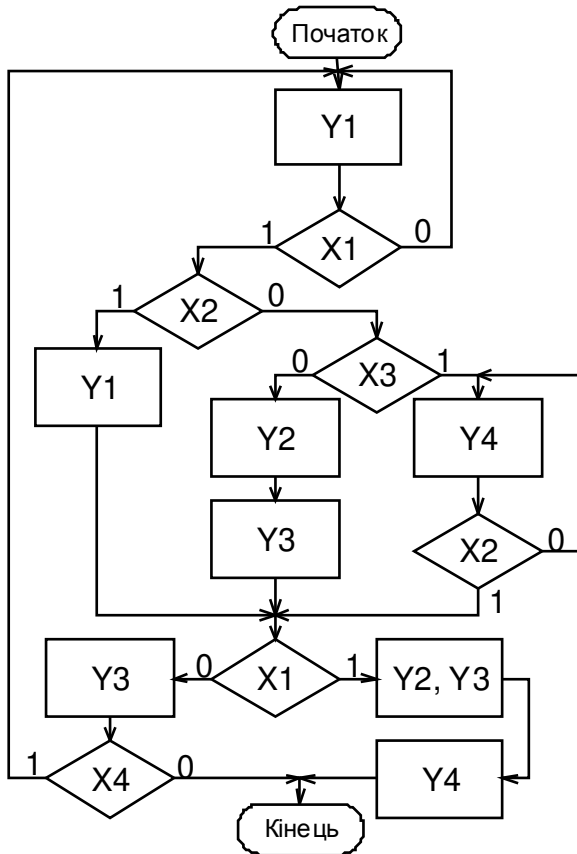 Початок
Y1
1 X1 0
1 X2 0
Y1
0 X3 1
Y2
Y4
Y3
X2 0
1
Y3
0 X1 1
Y2, Y3
1 X4 0
Y4
Кінець